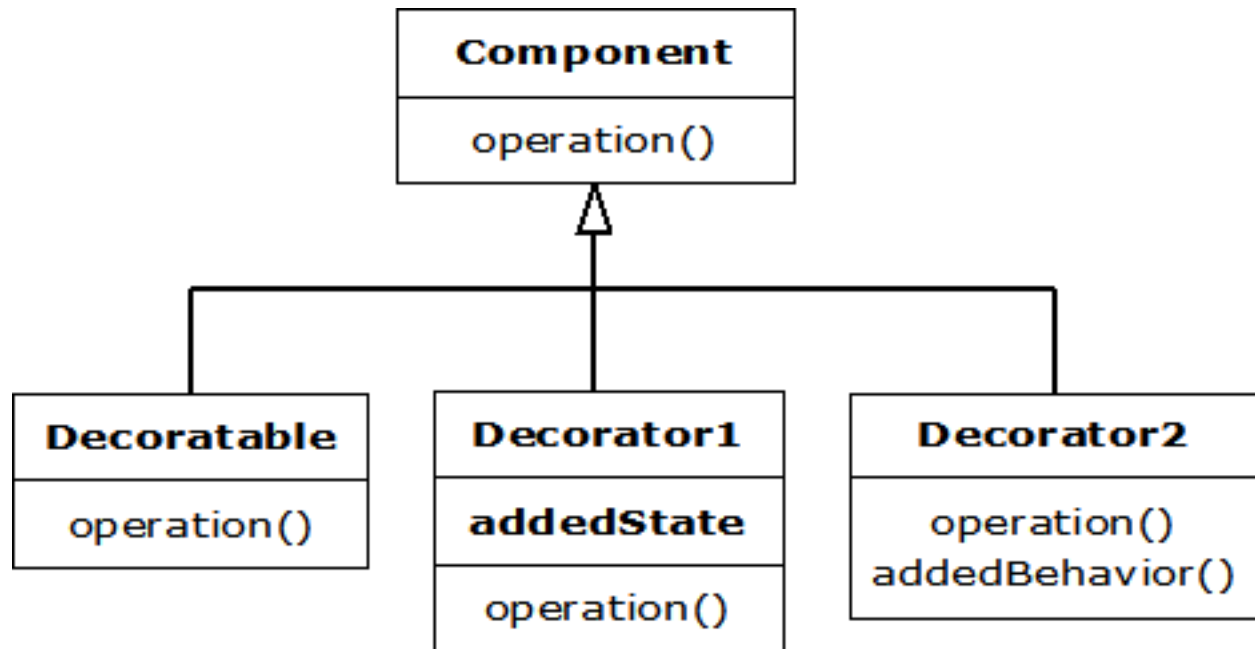 Component
operation()
Decoratable
operation()
Decorator1
addedState
operation()
Decorator2
operation()
addedBehavior()